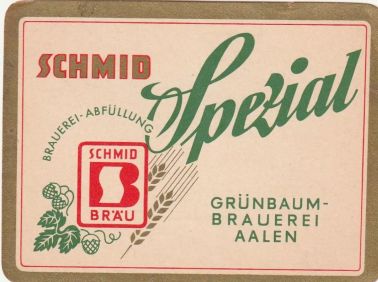 SCHMID
Spezial
BRAUEREI-ABFÜLLUNG
SCHMID
B
BRÄU
GRÜNBAUM-
BRAUEREI
AALEN